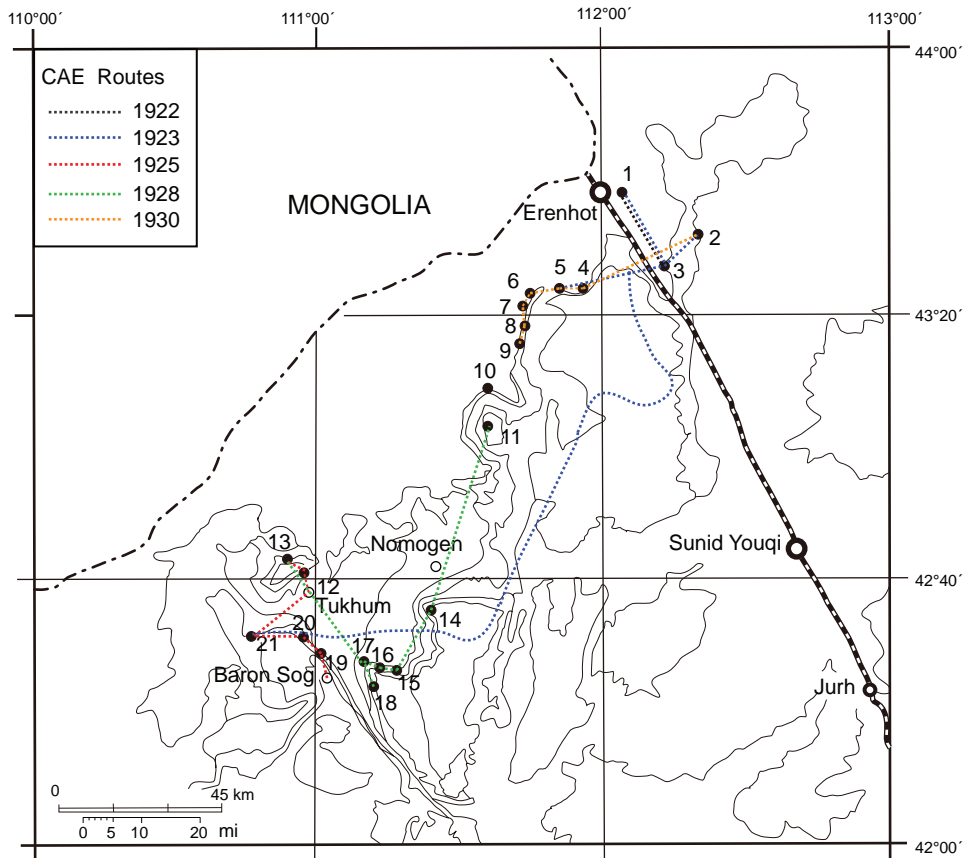 110°00´ 111°00´ 112°00´ 113°00´
44°00´
CAE Routes
1922
1923
1925
1928
1930
MONGOLIA
1
Erenhot
2
3
6 5 4
7
43°20´
8
9
10
11
Nomogen
Sunid Youqi
13
12
42°40´
Tukhum
14
20
21
19
17 16
Baron Sog
15
18
Jurh
0 45 km
0 5 10 20 mi
42°00´